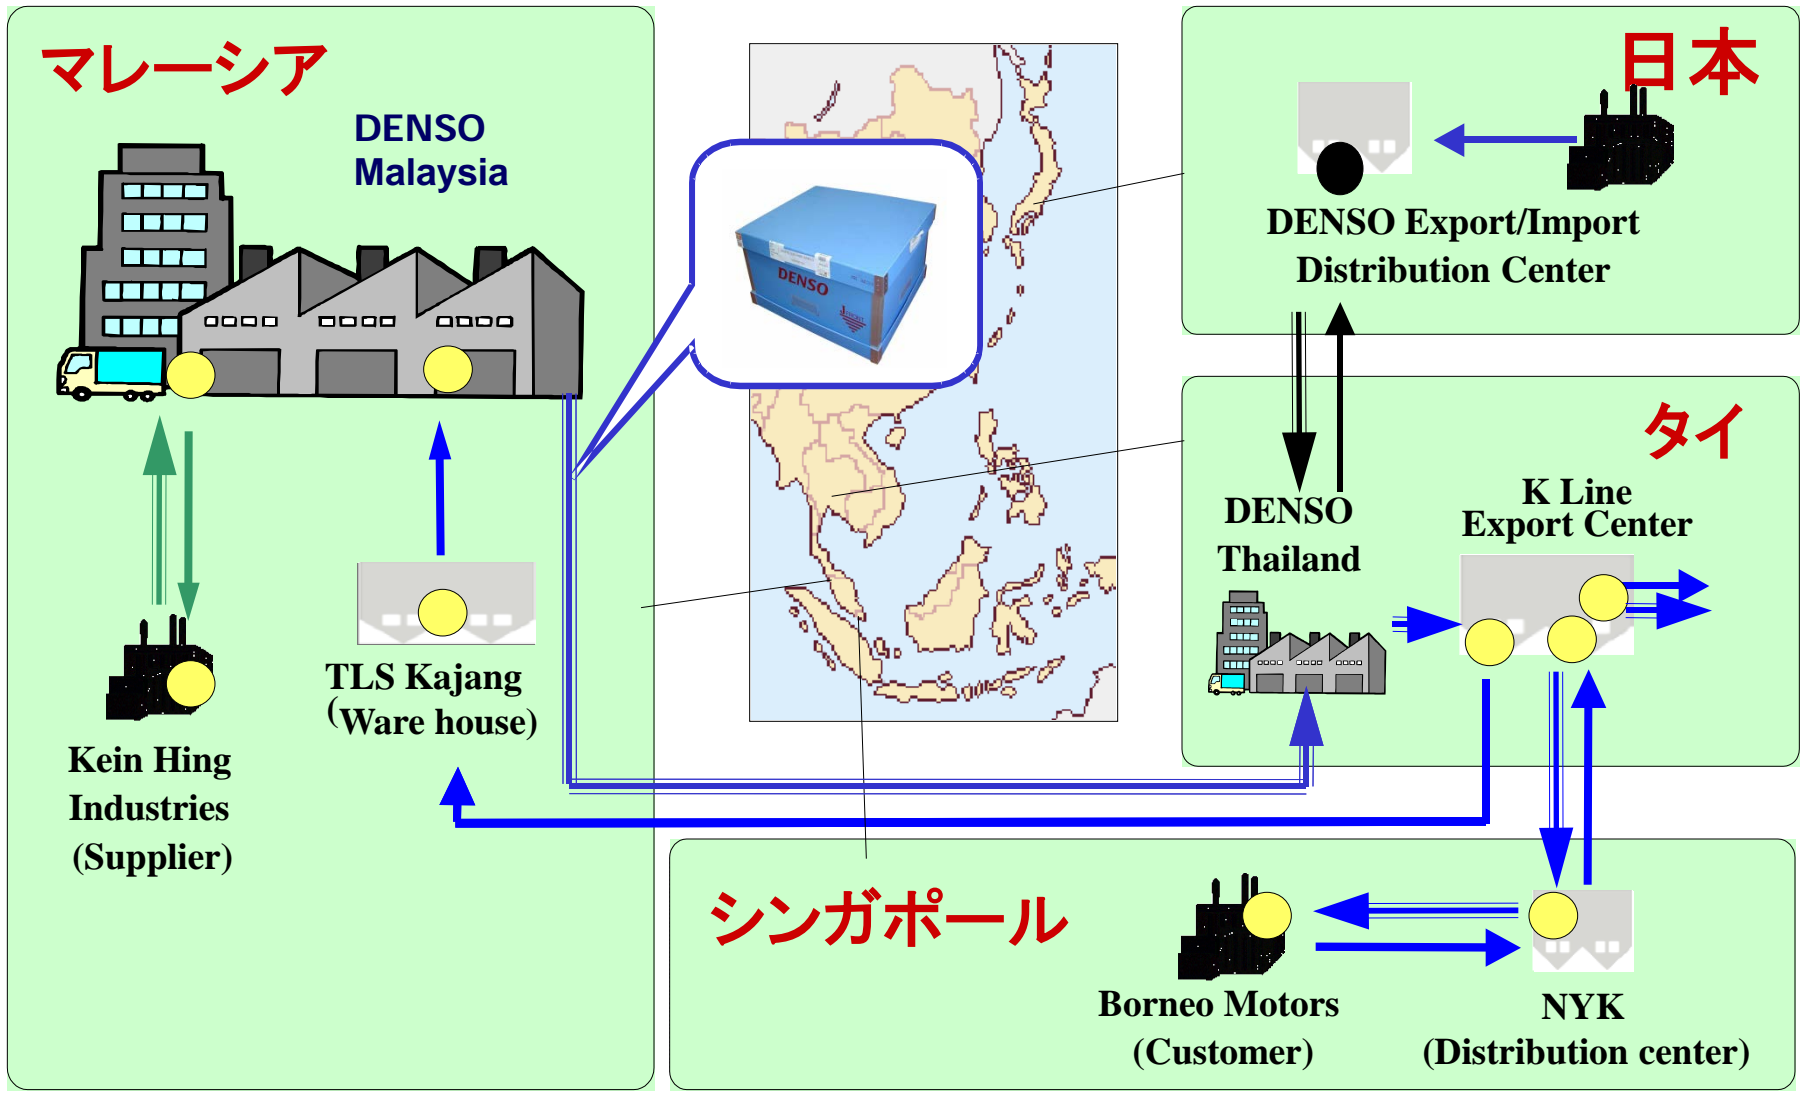 マレーシア
DENSO
Malaysia
Kein Hing
Industries
(Supplier)
TLS Kajang
(Ware house)
DENSO
日本
DENSO Export/Import
Distribution Center
タイ
DENSO
Thailand
K Line
Export Center
シンガポール
Borneo Motors
(Customer)
NYK
(Distribution center)